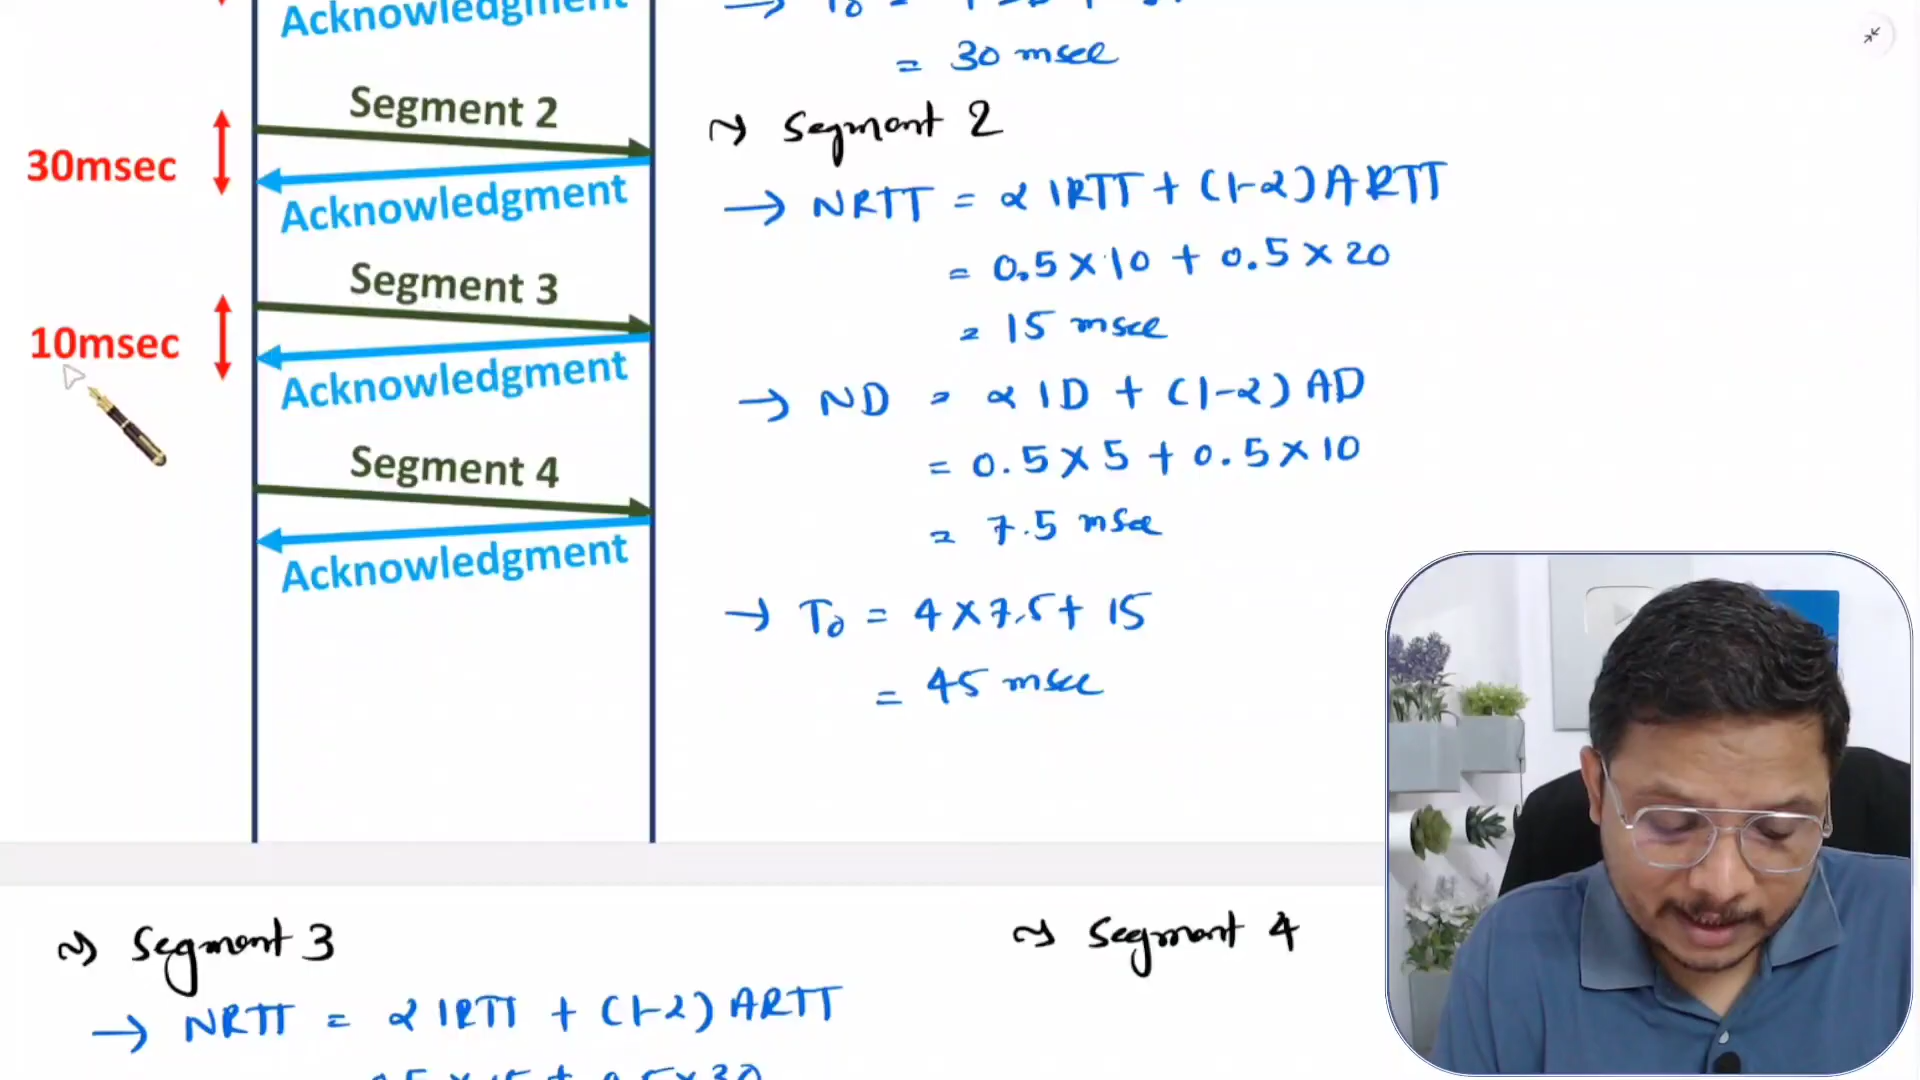 Acknowledgment
= 30 msec
Segment 2
30msec
Acknowledgment
Segment 3
10msec
Acknowledgment
Segment 4
Acknowledgment
~> Segment 2
→ NRTT = α IRTT + (1-α) ARTT
= 0.5 × 10 + 0.5 × 20
= 15 msec
→ ND = α ID + (1-α) AD
= 0.5 × 5 + 0.5 × 10
= 7.5 msec
→ To = 4 × 7.5 + 15
= 45 msec
~> Segment 3
→ NRTT = α IRTT + (1-α) ARTT
~> Segment 4